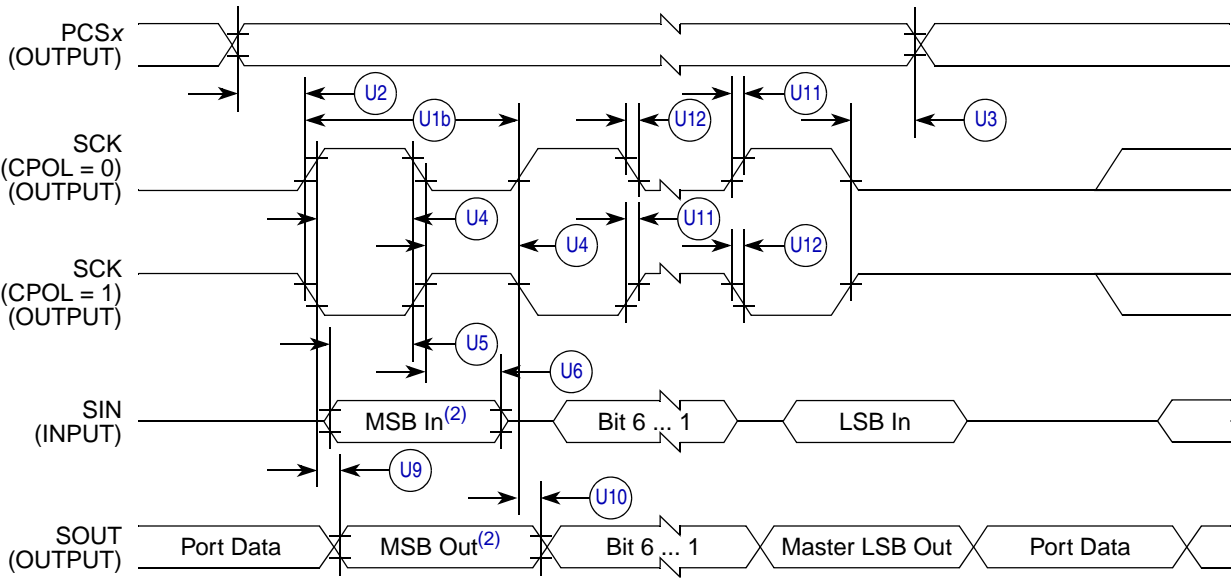 PCSx
(OUTPUT)
U2
U11
U1b
U12
U3
SCK
(CPOL = 0)
(OUTPUT)
U4
U11
U4
U12
SCK
(CPOL = 1)
(OUTPUT)
U5
U6
SIN
(INPUT)
MSB In(2)
Bit 6 ... 1
LSB In
U9
U10
SOUT
(OUTPUT)
Port Data
MSB Out(2)
Bit 6 ... 1
Master LSB Out
Port Data